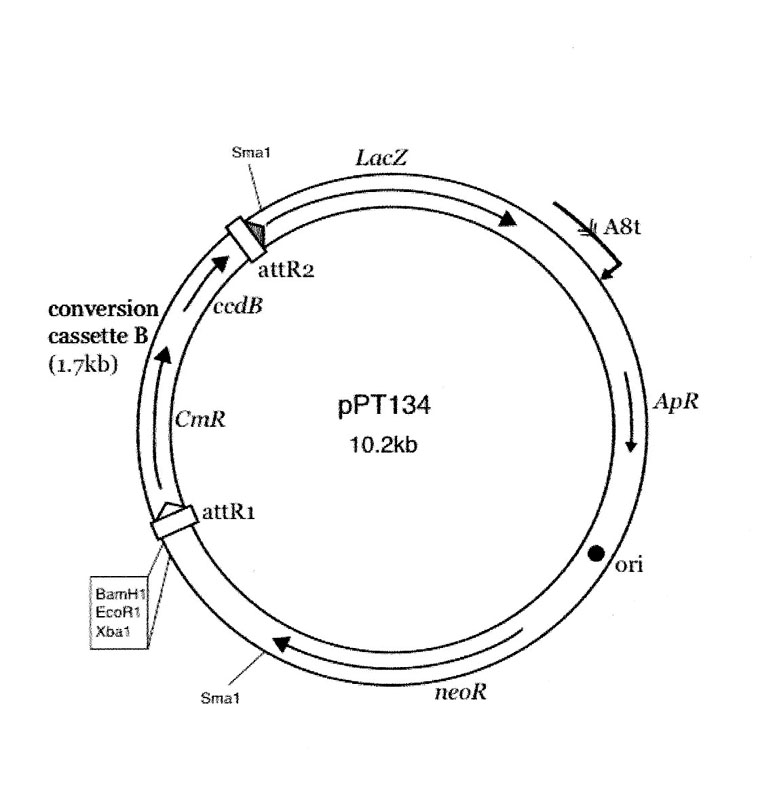 Sma1
LacZ
A8t
attR2
ccdB
conversion
cassette B
(1.7kb)
pPT134
10.2kb
ApR
CmR
attR1
ori
BamH1
EcoR1
Xba1
Sma1
neoR